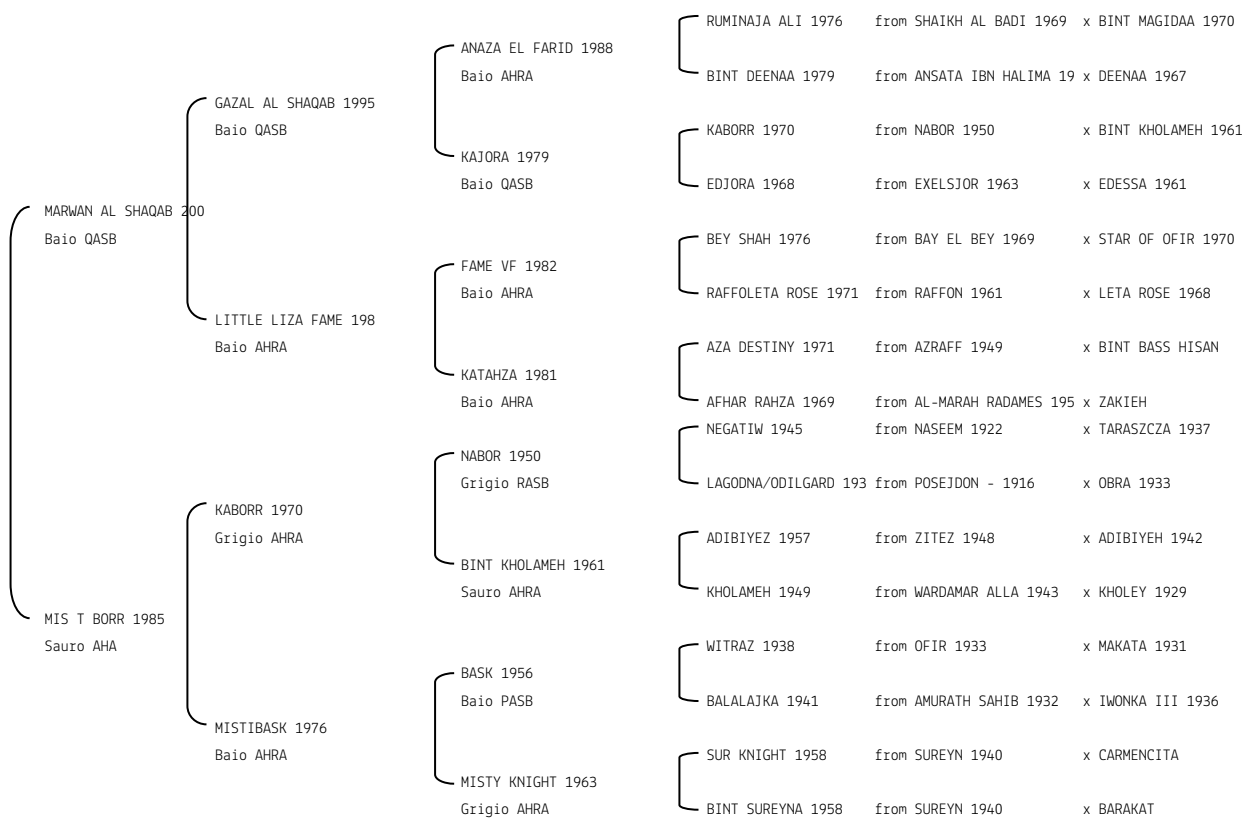 RUMINAJA ALI 1976 from SHAIKH AL BADI 1969 x BINT MAGIDAA 1970
ANAZA EL FARID 1988
Baio AHRA BINT DEENAA 1979 from ANSATA IBN HALIMA 19 x DEENAA 1967
GAZAL AL SHAQAB 1995
Baio QASB KABORR 1970 from NABOR 1950 x BINT KHOLAMEH 1961
KAJORA 1979
Baio QASB EDJORA 1968 from EXELSJOR 1963 x EDESSA 1961
MARWAN AL SHAQAB 200
Baio QASB BEY SHAH 1976 from BAY EL BEY 1969 x STAR OF OFIR 1970
FAME VF 1982
Baio AHRA RAFFOLETA ROSE 1971 from RAFFON 1961 x LETA ROSE 1968
LITTLE LIZA FAME 198
Baio AHRA AZA DESTINY 1971 from AZRAFF 1949 x BINT BASS HISAN
KATAHZA 1981
Baio AHRA AFHAR RAHZA 1969 from AL-MARAH RADAMES 195 x ZAKIEH
NEGATIW 1945 from NASEEM 1922 x TARASZCZA 1937
NABOR 1950
Grigio RASB LAGODNA/ODILGARD 193 from POSEJDON - 1916 x OBRA 1933
KABORR 1970
Grigio AHRA ADIBIYEZ 1957 from ZITEZ 1948 x ADIBIYEH 1942
BINT KHOLAMEH 1961
Sauro AHRA KHOLAMEH 1949 from WARDAMAR ALLA 1943 x KHOLEY 1929
MIS T BORR 1985
Sauro AHA WITRAZ 1938 from OFIR 1933 x MAKATA 1931
BASK 1956
Baio PASB BALALAJKA 1941 from AMURATH SAHIB 1932 x IWONKA III 1936
MISTIBASK 1976
Baio AHRA SUR KNIGHT 1958 from SUREYN 1940 x CARMENCITA
MISTY KNIGHT 1963
Grigio AHRA BINT SUREYNA 1958 from SUREYN 1940 x BARAKAT